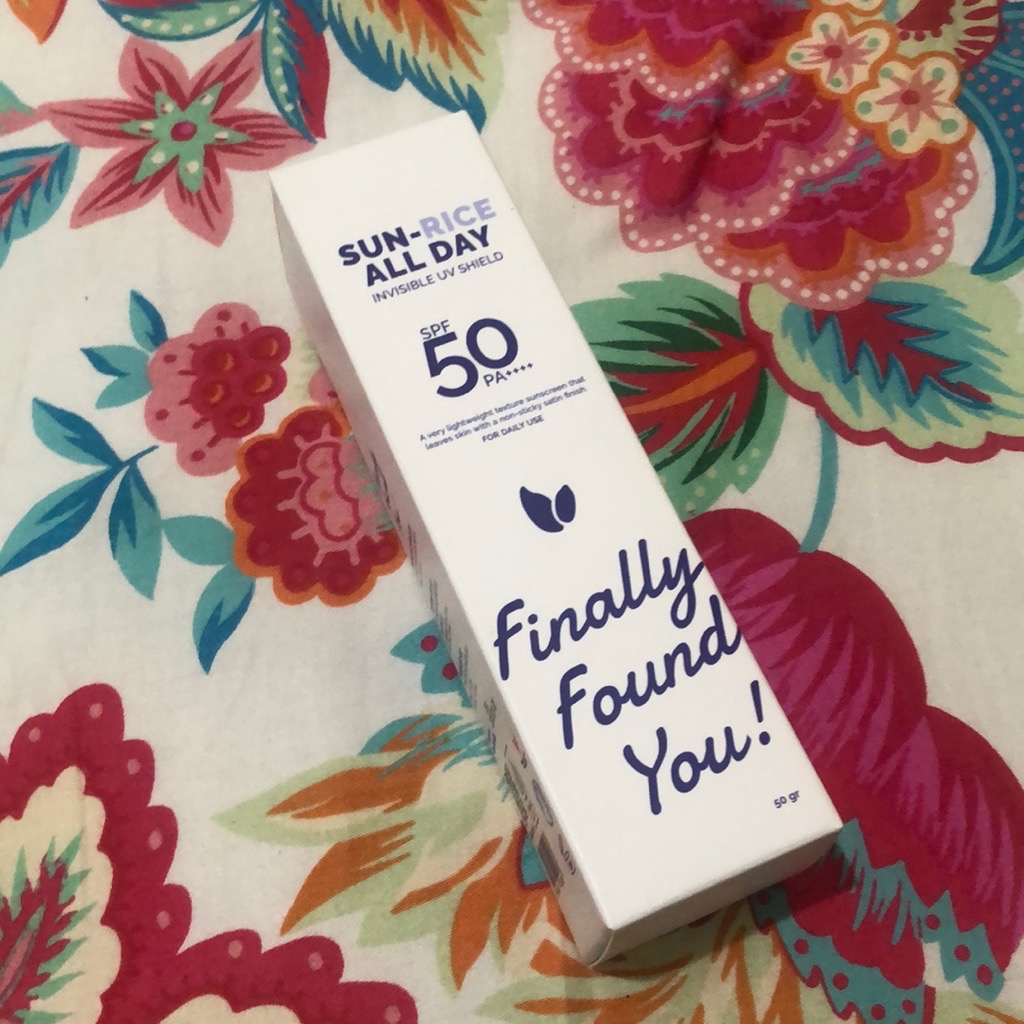 SUN-RICE
ALL DAY
INVISIBLE UV SHIELD
SPF
50
PA++++
A very lightweight texture sunscreen that
leaves skin with a non-sticky satin finish.
FOR DAILY USE
Finally
Found
You!
50 gr